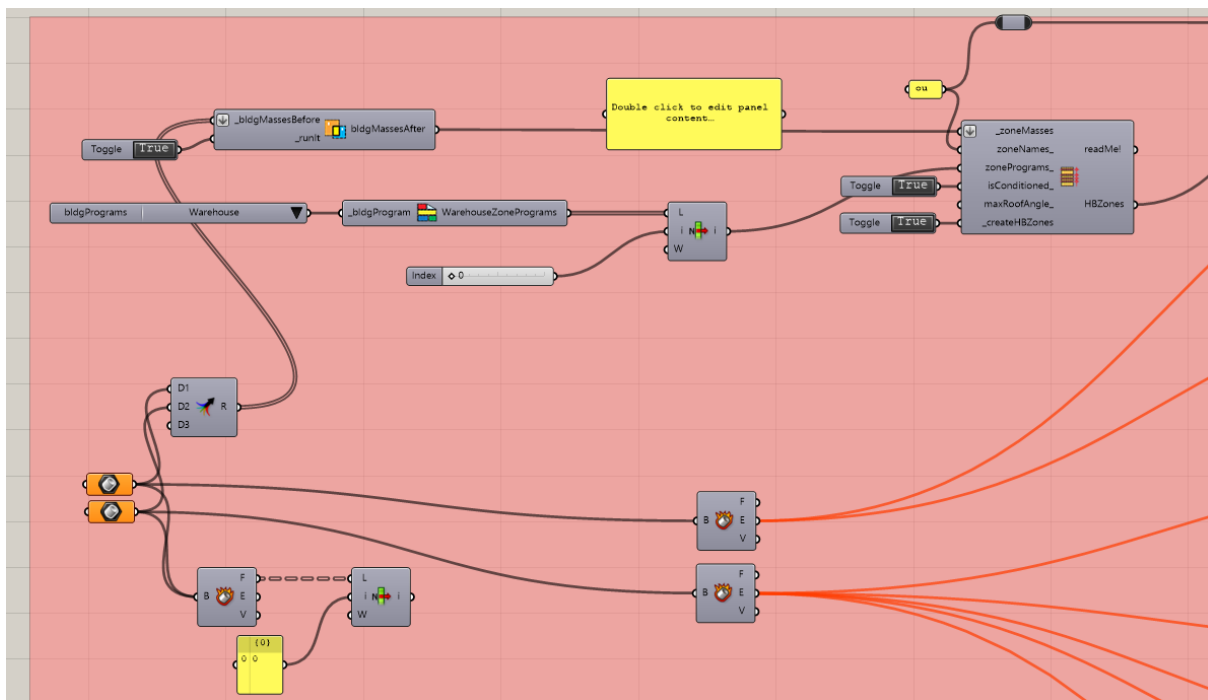 ou
Double click to edit panel
content…
_bldgMassesBefore
_runIt
bldgMassesAfter
Toggle True
_zoneMasses
zoneNames_
zonePrograms_
isConditioned_
maxRoofAngle_
_createHBZones
readMe!
HBZones
Toggle True
Toggle True
bldgPrograms Warehouse
_bldgProgram WarehouseZonePrograms
L
i
W
N
i
Index 0
D1
D2
D3
R
B
F
E
V
B
F
E
V
B
F
E
V
L
i
W
N
i
{0}
0 0